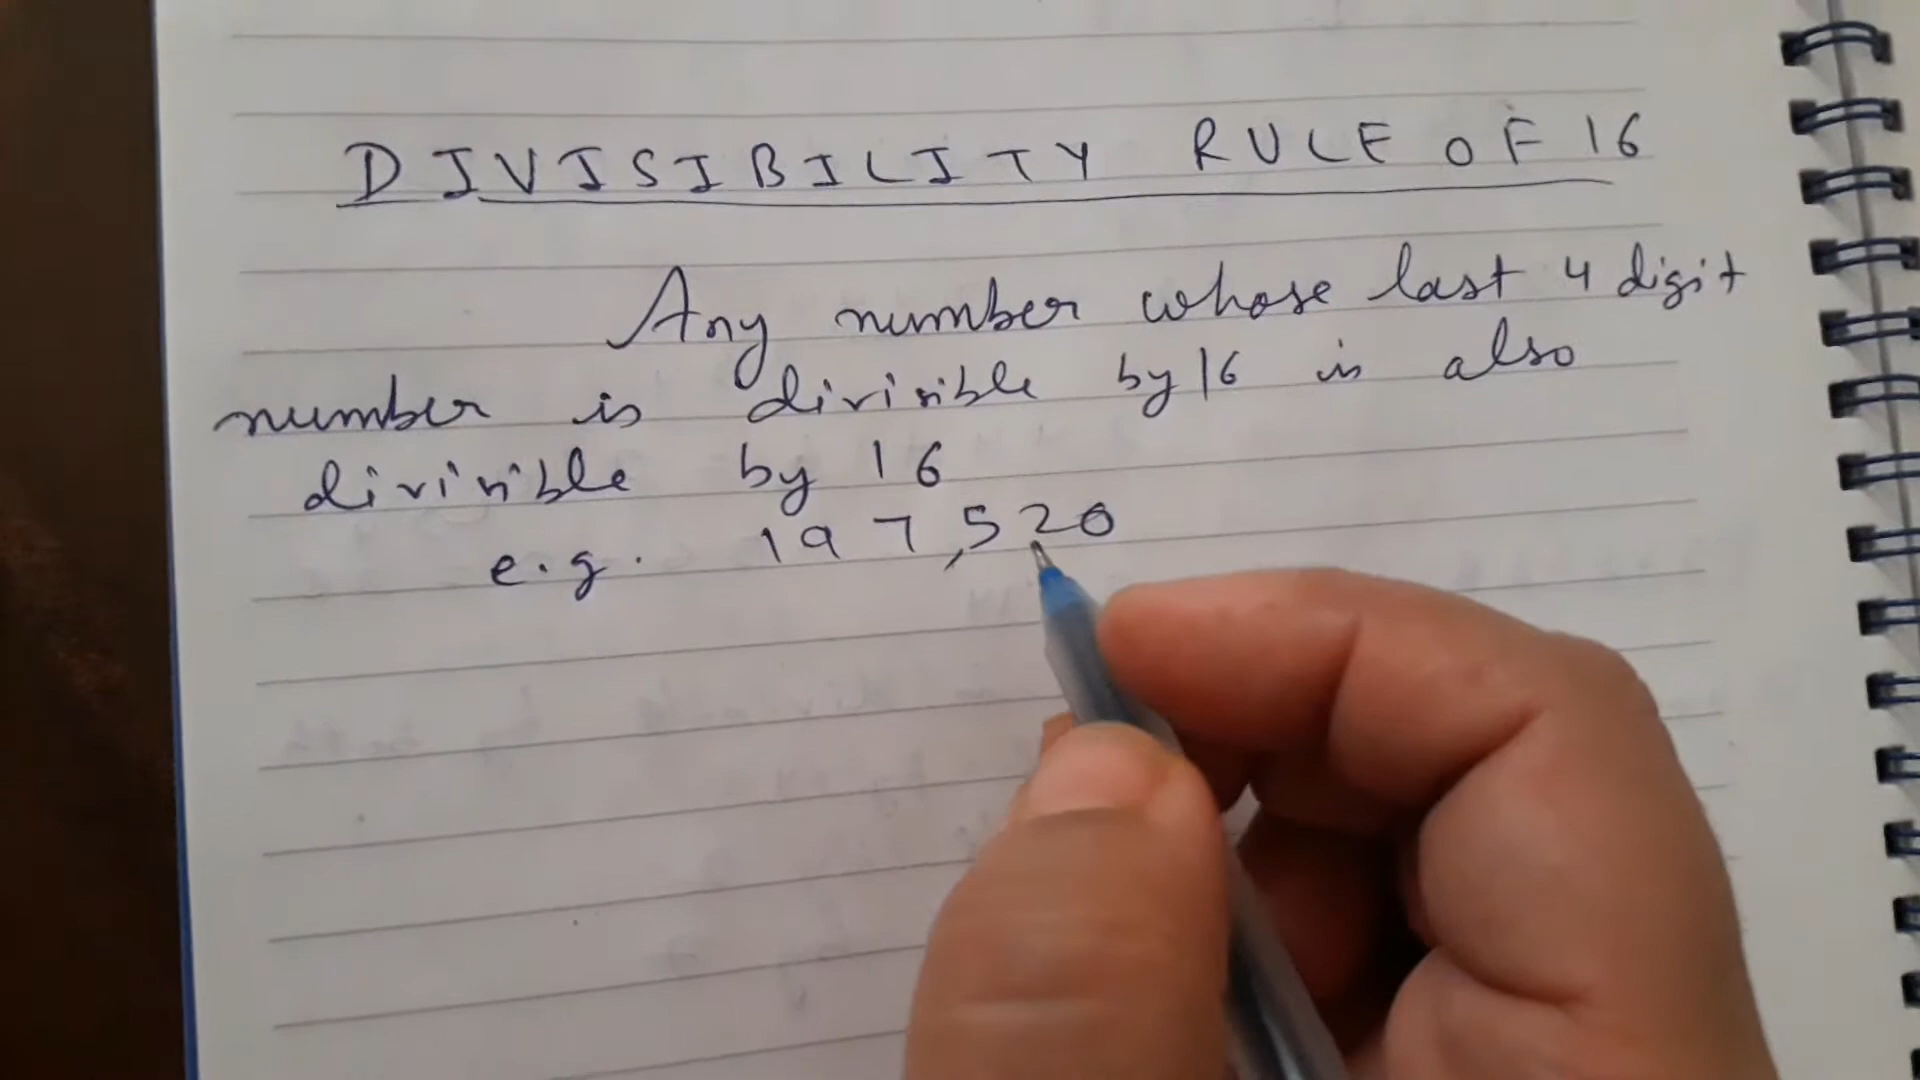 DIVISIBILITY RULE OF 16
Any number whose last 4 digit
number is divisible by 16 is also
divisible by 16
e.g. 197,520